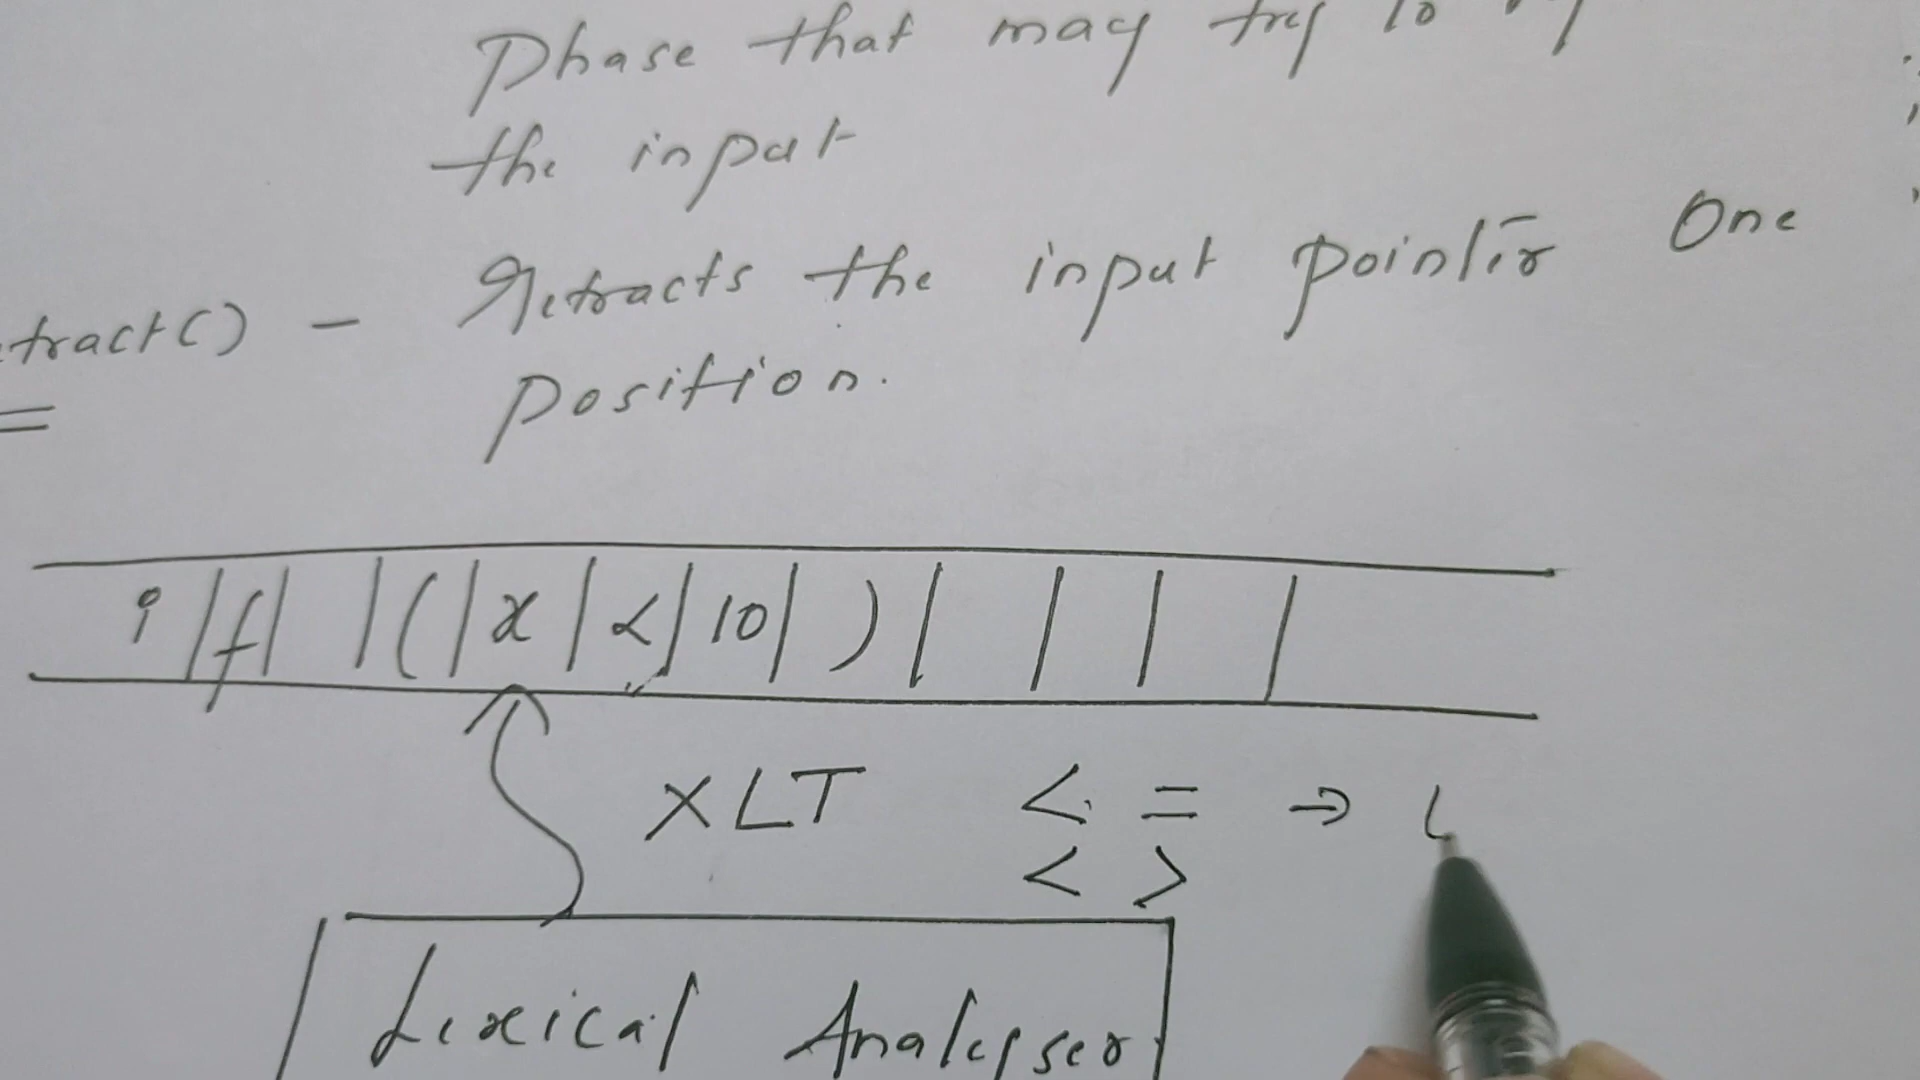 Phase that may try to
the input
tract() - retracts the input pointer One
position.
i | f | | ( | x | < | 10 | ) | | | |
XLT < = → L
< >
Lexical Analyser